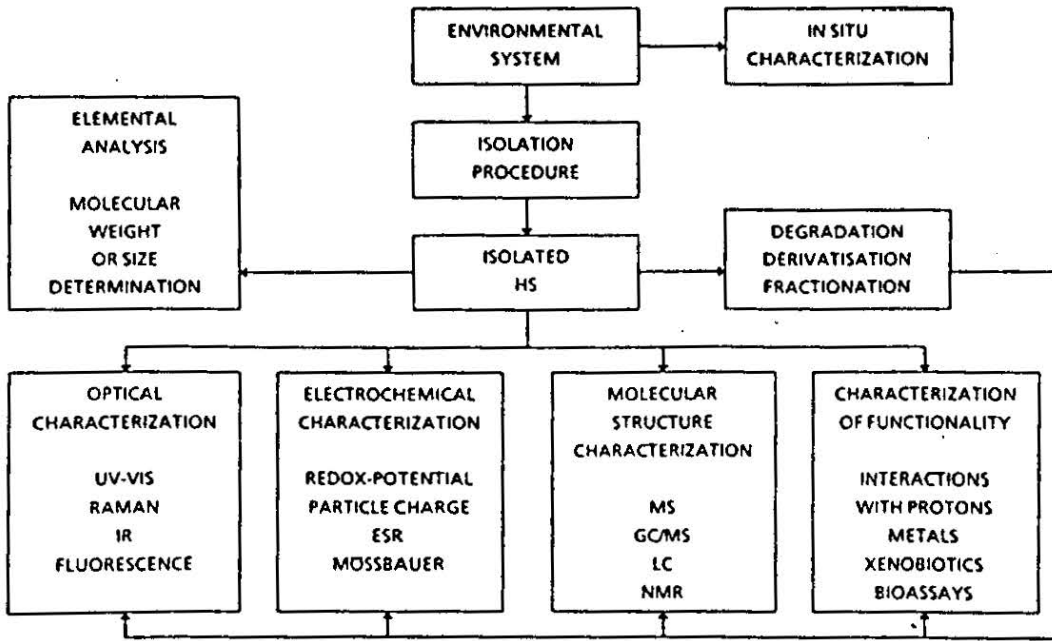 ENVIRONMENTAL
SYSTEM
IN SITU
CHARACTERIZATION
ELEMENTAL
ANALYSIS
MOLECULAR
WEIGHT
OR SIZE
DETERMINATION
ISOLATION
PROCEDURE
ISOLATED
HS
DEGRADATION
DERIVATISATION
FRACTIONATION
OPTICAL
CHARACTERIZATION
UV-VIS
RAMAN
IR
FLUORESCENCE
ELECTROCHEMICAL
CHARACTERIZATION
REDOX-POTENTIAL
PARTICLE CHARGE
ESR
MÖSSBAUER
MOLECULAR
STRUCTURE
CHARACTERIZATION
MS
GC/MS
LC
NMR
CHARACTERIZATION
OF FUNCTIONALITY
INTERACTIONS
WITH PROTONS
METALS
XENOBIOTICS
BIOASSAYS